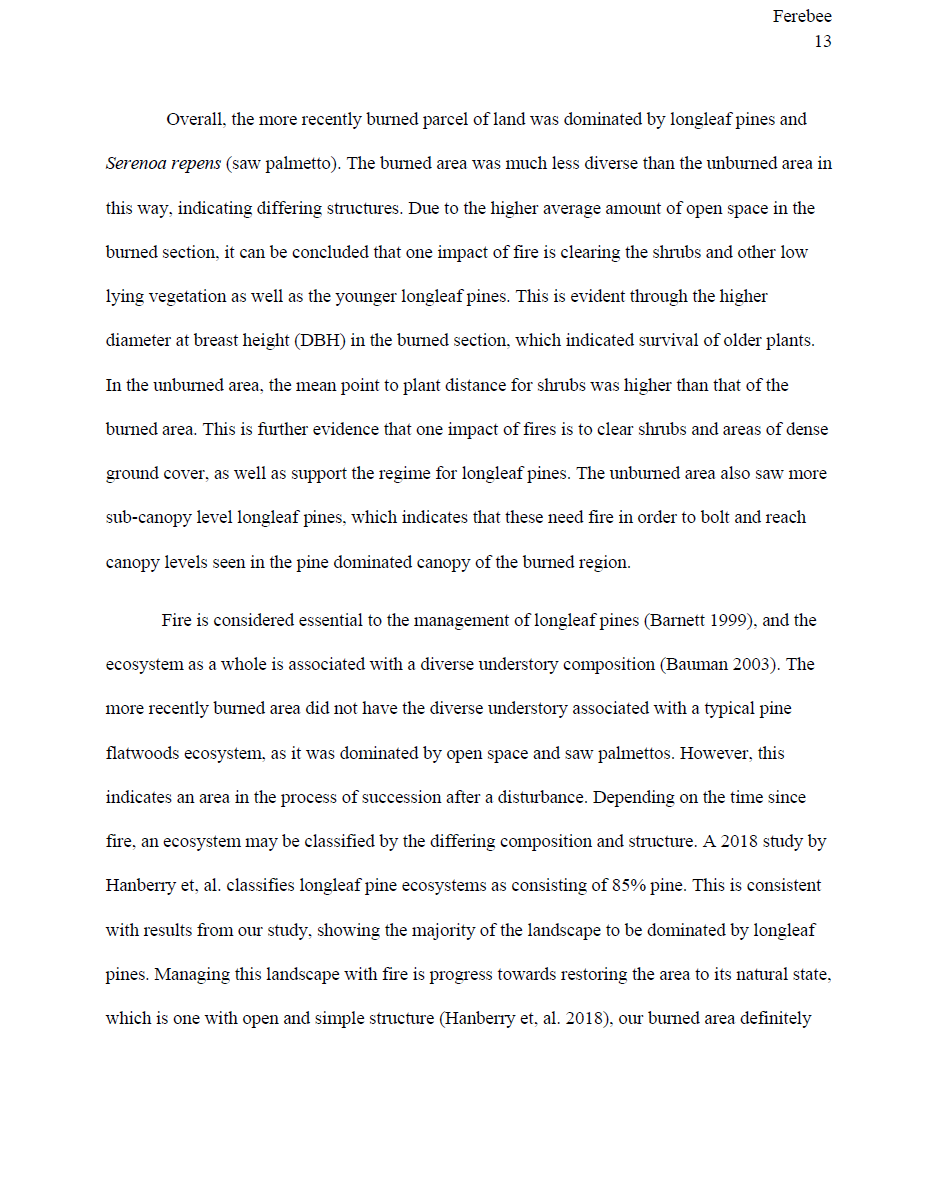 Ferebee
13
Overall, the more recently burned parcel of land was dominated by longleaf pines and
Serenoa repens (saw palmetto). The burned area was much less diverse than the unburned area in
this way, indicating differing structures. Due to the higher average amount of open space in the
burned section, it can be concluded that one impact of fire is clearing the shrubs and other low
lying vegetation as well as the younger longleaf pines. This is evident through the higher
diameter at breast height (DBH) in the burned section, which indicated survival of older plants.
In the unburned area, the mean point to plant distance for shrubs was higher than that of the
burned area. This is further evidence that one impact of fires is to clear shrubs and areas of dense
ground cover, as well as support the regime for longleaf pines. The unburned area also saw more
sub-canopy level longleaf pines, which indicates that these need fire in order to bolt and reach
canopy levels seen in the pine dominated canopy of the burned region.
Fire is considered essential to the management of longleaf pines (Barnett 1999), and the
ecosystem as a whole is associated with a diverse understory composition (Bauman 2003). The
more recently burned area did not have the diverse understory associated with a typical pine
flatwoods ecosystem, as it was dominated by open space and saw palmettos. However, this
indicates an area in the process of succession after a disturbance. Depending on the time since
fire, an ecosystem may be classified by the differing composition and structure. A 2018 study by
Hanberry et, al. classifies longleaf pine ecosystems as consisting of 85% pine. This is consistent
with results from our study, showing the majority of the landscape to be dominated by longleaf
pines. Managing this landscape with fire is progress towards restoring the area to its natural state,
which is one with open and simple structure (Hanberry et, al. 2018), our burned area definitely